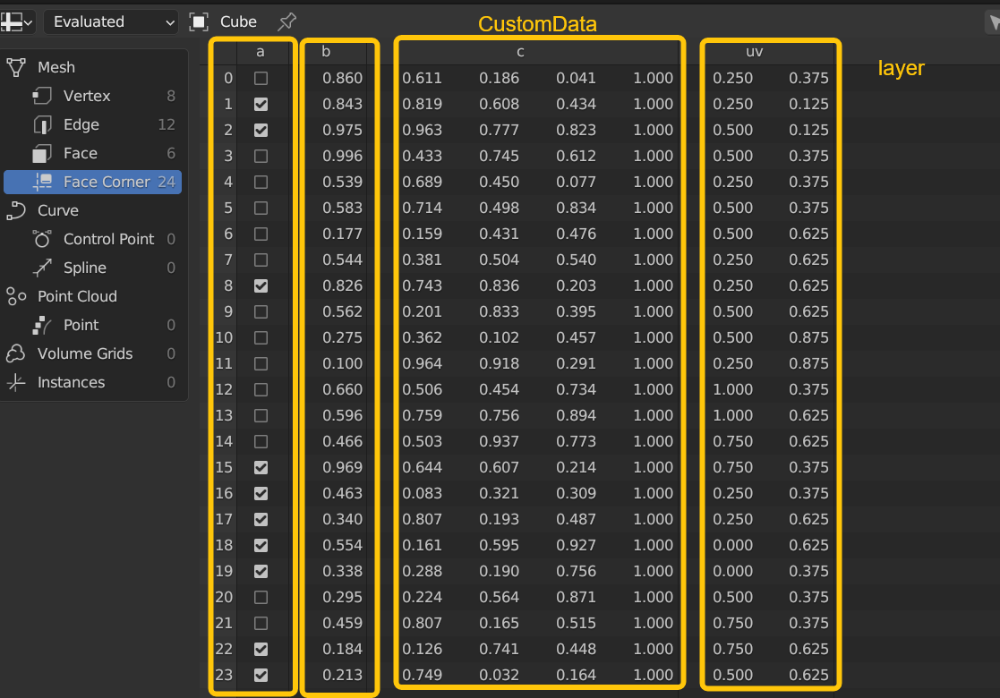 Evaluated Cube CustomData
layer
Mesh
Vertex 8
Edge 12
Face 6
Face Corner 24
Curve
Control Point 0
Spline 0
Point Cloud
Point 0
Volume Grids 0
Instances 0
a b c uv
0 0.860 0.611 0.186 0.041 1.000 0.250 0.375
1 0.843 0.819 0.608 0.434 1.000 0.250 0.125
2 0.975 0.963 0.777 0.823 1.000 0.500 0.125
3 0.996 0.433 0.745 0.612 1.000 0.500 0.375
4 0.539 0.689 0.450 0.077 1.000 0.250 0.375
5 0.583 0.714 0.498 0.834 1.000 0.500 0.375
6 0.177 0.159 0.431 0.476 1.000 0.500 0.625
7 0.544 0.381 0.504 0.540 1.000 0.250 0.625
8 0.826 0.743 0.836 0.203 1.000 0.250 0.625
9 0.562 0.201 0.833 0.395 1.000 0.500 0.625
10 0.275 0.362 0.102 0.457 1.000 0.500 0.875
11 0.100 0.964 0.918 0.291 1.000 0.250 0.875
12 0.660 0.506 0.454 0.734 1.000 1.000 0.375
13 0.596 0.759 0.756 0.894 1.000 1.000 0.625
14 0.466 0.503 0.937 0.773 1.000 0.750 0.625
15 0.969 0.644 0.607 0.214 1.000 0.750 0.375
16 0.463 0.083 0.321 0.309 1.000 0.250 0.375
17 0.340 0.807 0.193 0.487 1.000 0.250 0.625
18 0.554 0.161 0.595 0.927 1.000 0.000 0.625
19 0.338 0.288 0.190 0.756 1.000 0.000 0.375
20 0.295 0.224 0.564 0.871 1.000 0.500 0.375
21 0.459 0.807 0.165 0.515 1.000 0.750 0.375
22 0.184 0.126 0.741 0.448 1.000 0.750 0.625
23 0.213 0.749 0.032 0.164 1.000 0.500 0.625